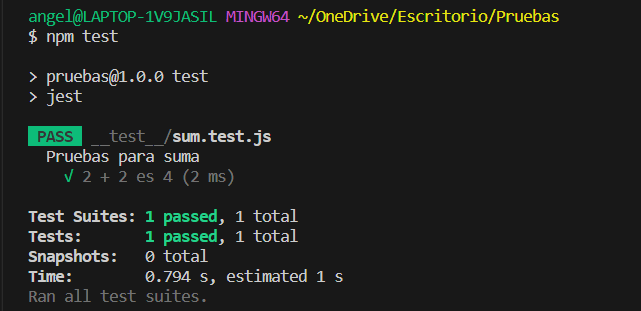 angel@LAPTOP-1V9JASIL MINGW64 ~/OneDrive/Escritorio/Pruebas
$ npm test
> pruebas@1.0.0 test
> jest
PASS __test__/sum.test.js
Pruebas para suma
√ 2 + 2 es 4 (2 ms)
Test Suites: 1 passed, 1 total
Tests: 1 passed, 1 total
Snapshots: 0 total
Time: 0.794 s, estimated 1 s
Ran all test suites.